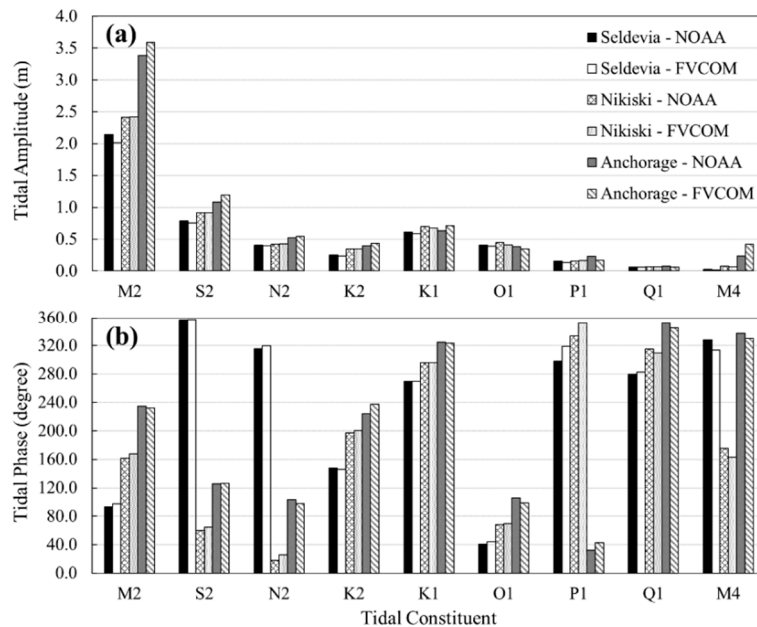 (a)
Tidal Amplitude (m)
4.0
3.5
3.0
2.5
2.0
1.5
1.0
0.5
0.0
Seldevia - NOAA
Seldevia - FVCOM
Nikiski - NOAA
Nikiski - FVCOM
Anchorage - NOAA
Anchorage - FVCOM
M2 S2 N2 K2 K1 O1 P1 Q1 M4
(b)
Tidal Phase (degree)
360.0
320.0
280.0
240.0
200.0
160.0
120.0
80.0
40.0
0.0
M2 S2 N2 K2 K1 O1 P1 Q1 M4
Tidal Constituent